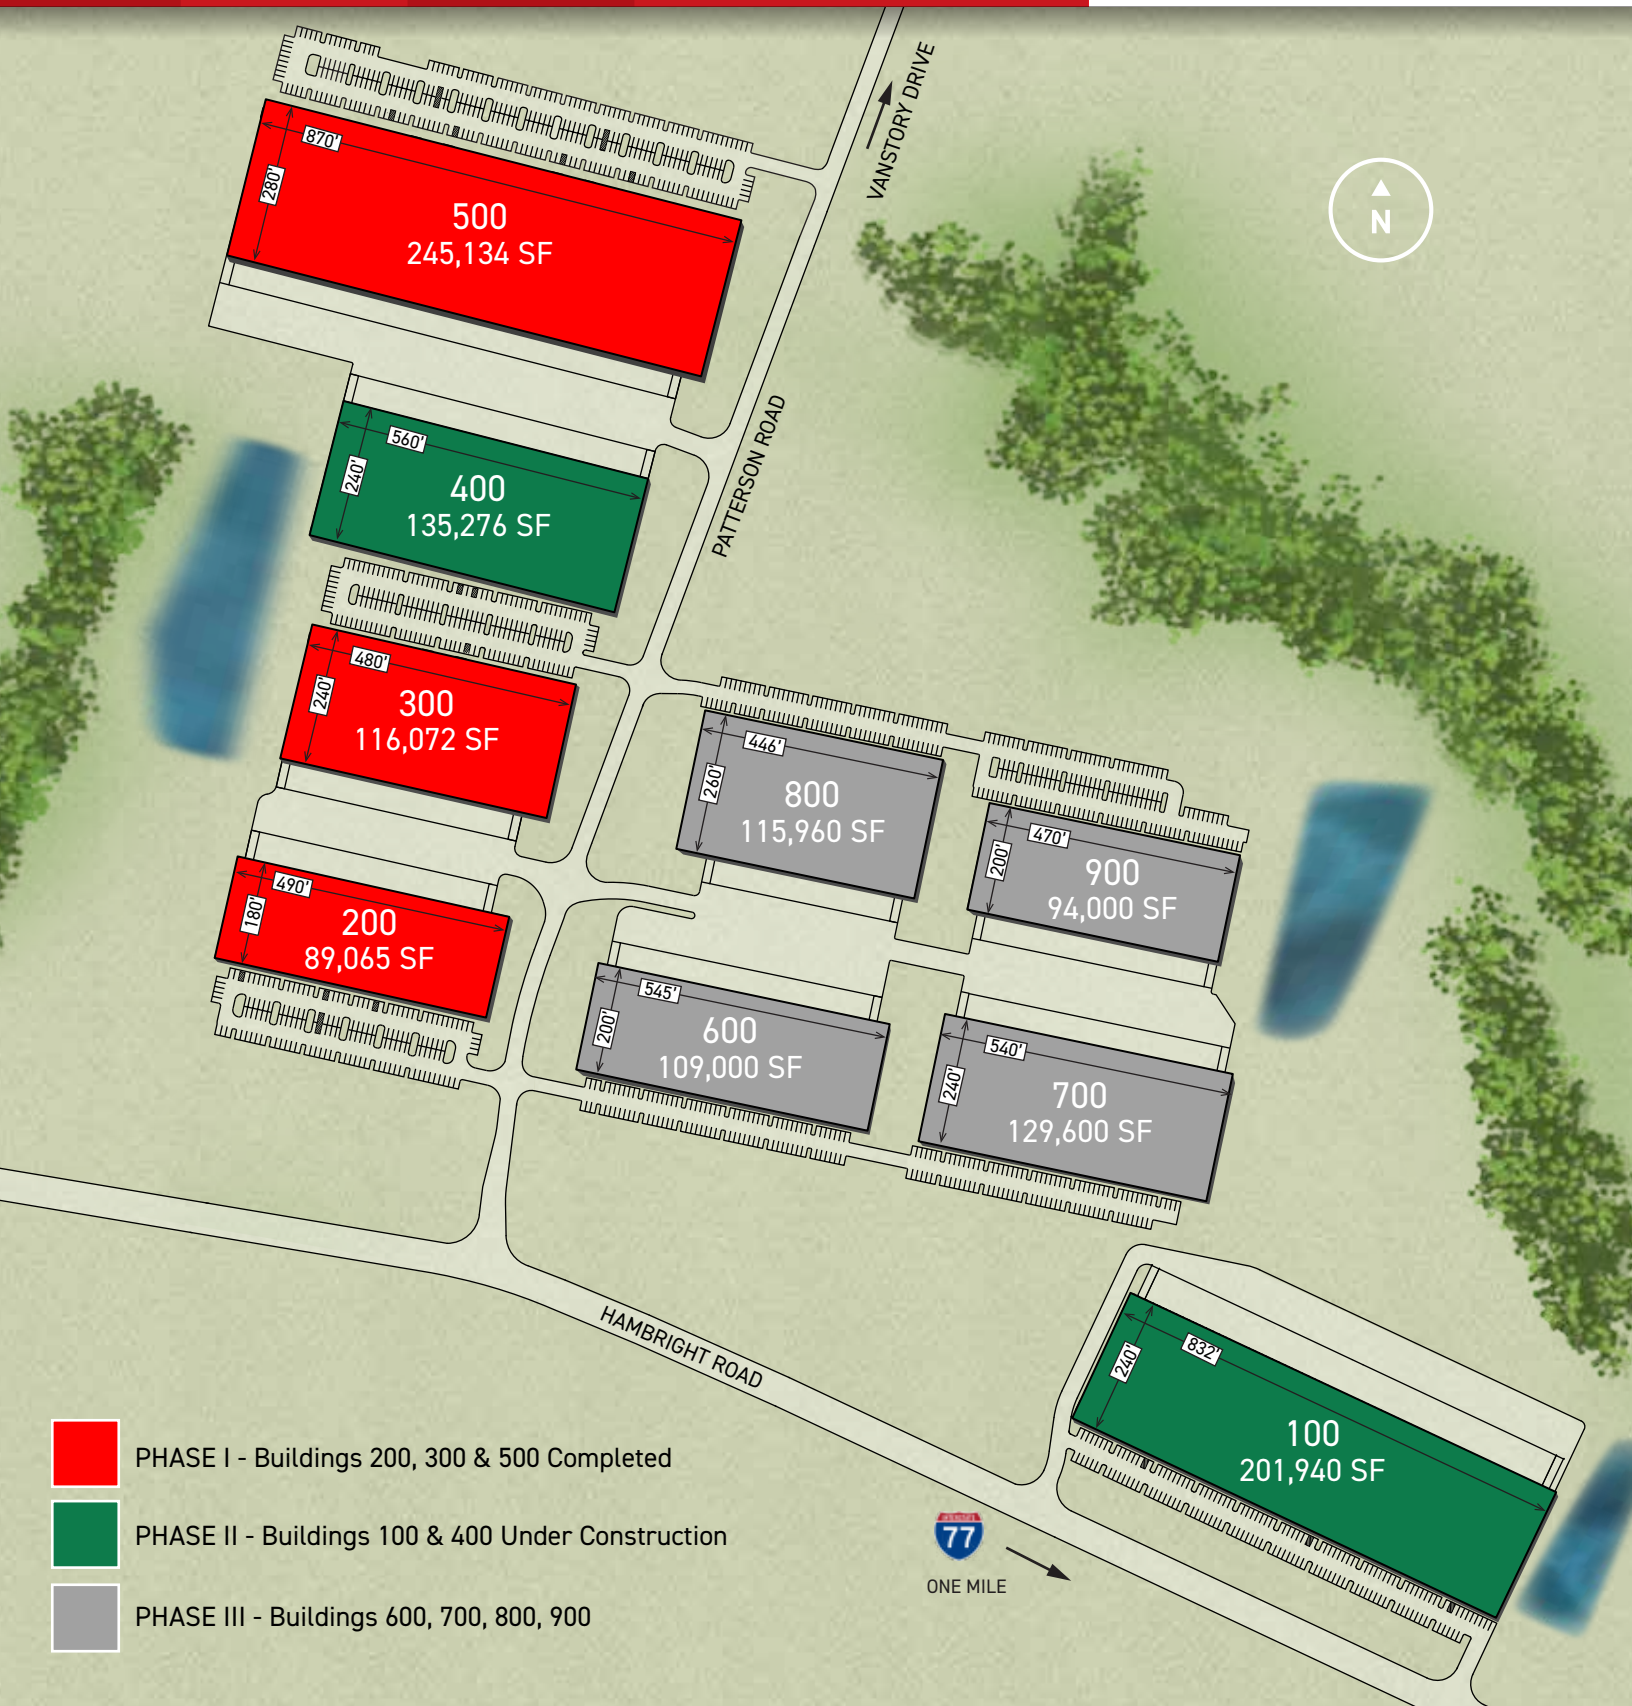 VANSTORY DRIVE
N
870'
280'
500
245,134 SF
PATTERSON ROAD
560'
240'
400
135,276 SF
480'
240'
300
116,072 SF
446'
260'
800
115,960 SF
470'
200'
900
94,000 SF
490'
180'
200
89,065 SF
545'
200'
600
109,000 SF
540'
240'
700
129,600 SF
HAMBRIGHT ROAD
832'
240'
100
201,940 SF
PHASE I - Buildings 200, 300 & 500 Completed
PHASE II - Buildings 100 & 400 Under Construction
PHASE III - Buildings 600, 700, 800, 900
77
ONE MILE